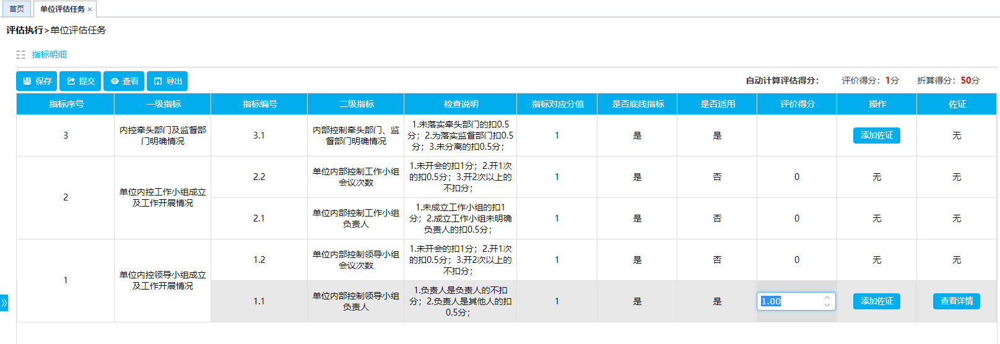 首页 单位评估任务 ×
评估执行>单位评估任务
指标明细
保存 提交 查看 导出 自动计算评估得分： 评价得分：1分 折算得分：50分
指标序号 一级指标 指标编号 二级指标 检查说明 指标对应分值 是否底线指标 是否适用 评价得分 操作 佐证
3
内控牵头部门及监督部
门明确情况
3.1
内部控制牵头部门、监
督部门明确情况
1.未落实牵头部门的扣0.5
分；2.为落实监督部门扣0.5
分；3.未分离的扣0.5分；
1 是 是 添加佐证 无
2
单位内控工作小组成立
及工作开展情况
2.2
单位内部控制工作小组
会议次数
1.未开会的扣1分；2.开1次
的扣0.5分；3.开2次以上的
不扣分；
1 是 否 0 无 无
2.1
单位内部控制工作小组
负责人
1.未成立工作小组的扣1
分；2.成立工作小组未明确
负责人的扣0.5分；
1 是 否 0 无 无
1
单位内控领导小组成立
及工作开展情况
1.2
单位内部控制领导小组
会议次数
1.未开会的扣1分；2.开1次
的扣0.5分；3.开2次以上的
不扣分；
1 是 否 0 无 无
1.1
单位内部控制领导小组
负责人
1.负责人是负责人的不扣
分；2.负责人是其他人的扣
0.5分；
1 是 是 1.00 添加佐证 查看详情